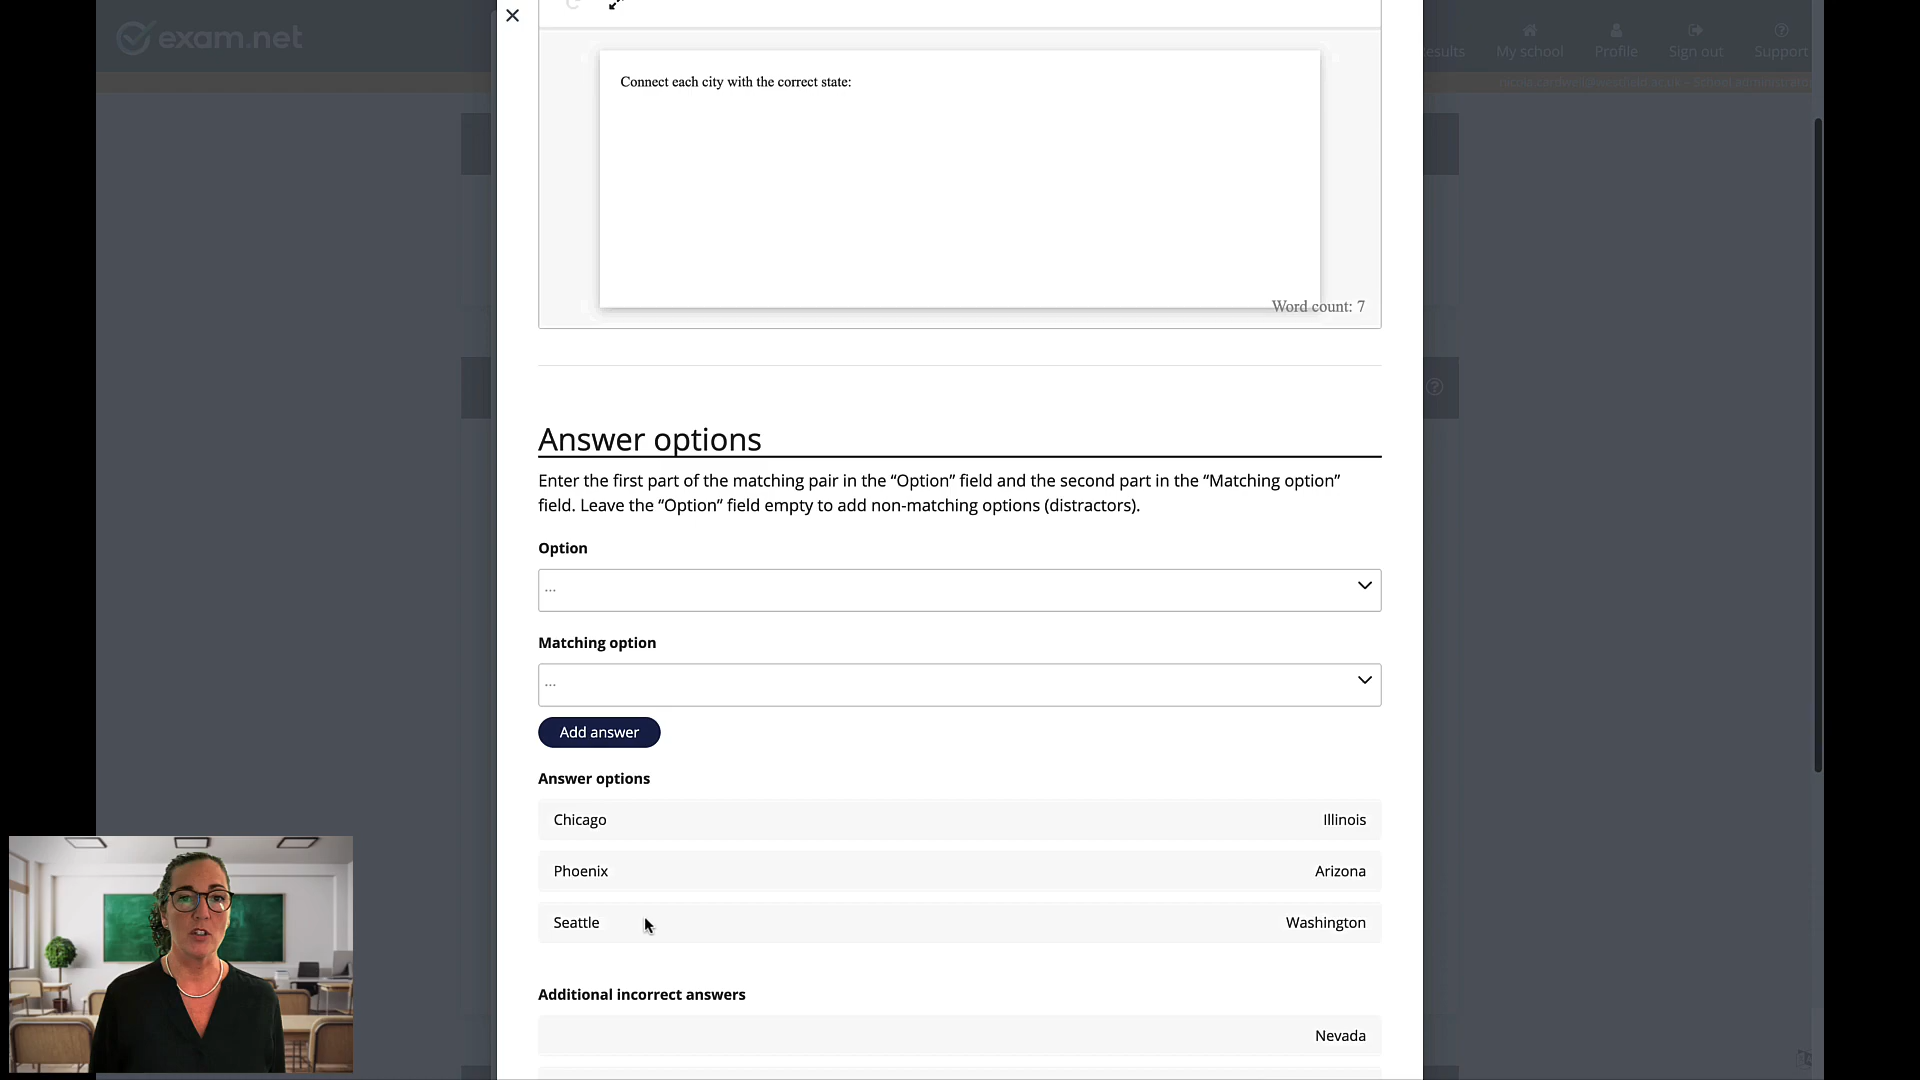 exam.net
esults
My school
Profile
Sign out
Support
Connect each city with the correct state:
Word count: 7
Answer options
Enter the first part of the matching pair in the “Option” field and the second part in the “Matching option”
field. Leave the “Option” field empty to add non-matching options (distractors).
Option
...
Matching option
...
Add answer
Answer options
Chicago Illinois
Phoenix Arizona
Seattle Washington
Additional incorrect answers
Nevada